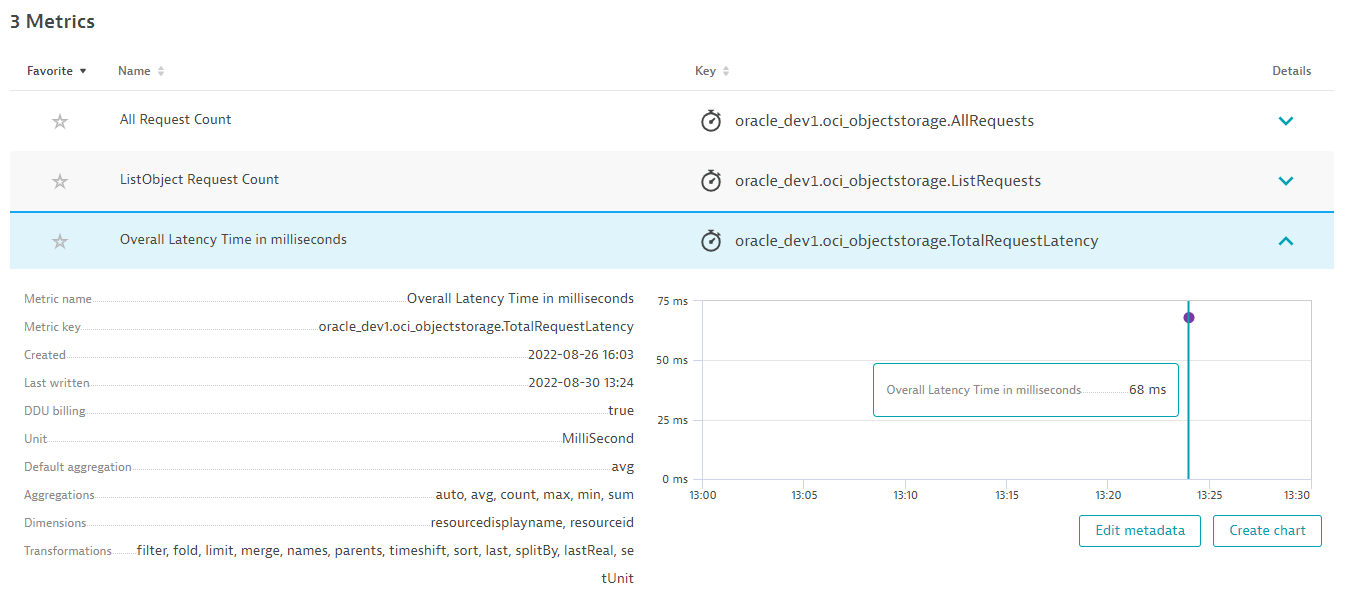 3 Metrics
Favorite Name Key Details
All Request Count oracle_dev1.oci_objectstorage.AllRequests
ListObject Request Count oracle_dev1.oci_objectstorage.ListRequests
Overall Latency Time in milliseconds oracle_dev1.oci_objectstorage.TotalRequestLatency
Metric name Overall Latency Time in milliseconds
Metric key oracle_dev1.oci_objectstorage.TotalRequestLatency
Created 2022-08-26 16:03
Last written 2022-08-30 13:24
DDU billing true
Unit MilliSecond
Default aggregation avg
Aggregations auto, avg, count, max, min, sum
Dimensions resourcedisplayname, resourceid
Transformations filter, fold, limit, merge, names, parents, timeshift, sort, last, splitBy, lastReal, se
tUnit
75 ms
50 ms
Overall Latency Time in milliseconds 68 ms
25 ms
0 ms
13:00 13:05 13:10 13:15 13:20 13:25 13:30
Edit metadata Create chart